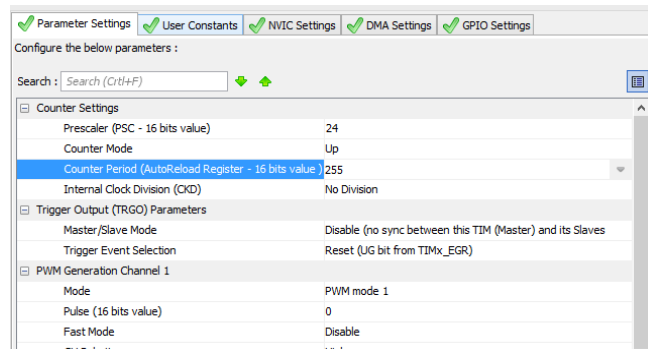 Parameter Settings User Constants NVIC Settings DMA Settings GPIO Settings
Configure the below parameters :
Search : Search (CrtI+F)
Counter Settings
Prescaler (PSC - 16 bits value) 24
Counter Mode Up
Counter Period (AutoReload Register - 16 bits value ) 255
Internal Clock Division (CKD) No Division
Trigger Output (TRGO) Parameters
Master/Slave Mode Disable (no sync between this TIM (Master) and its Slaves
Trigger Event Selection Reset (UG bit from TIMx_EGR)
PWM Generation Channel 1
Mode PWM mode 1
Pulse (16 bits value) 0
Fast Mode Disable